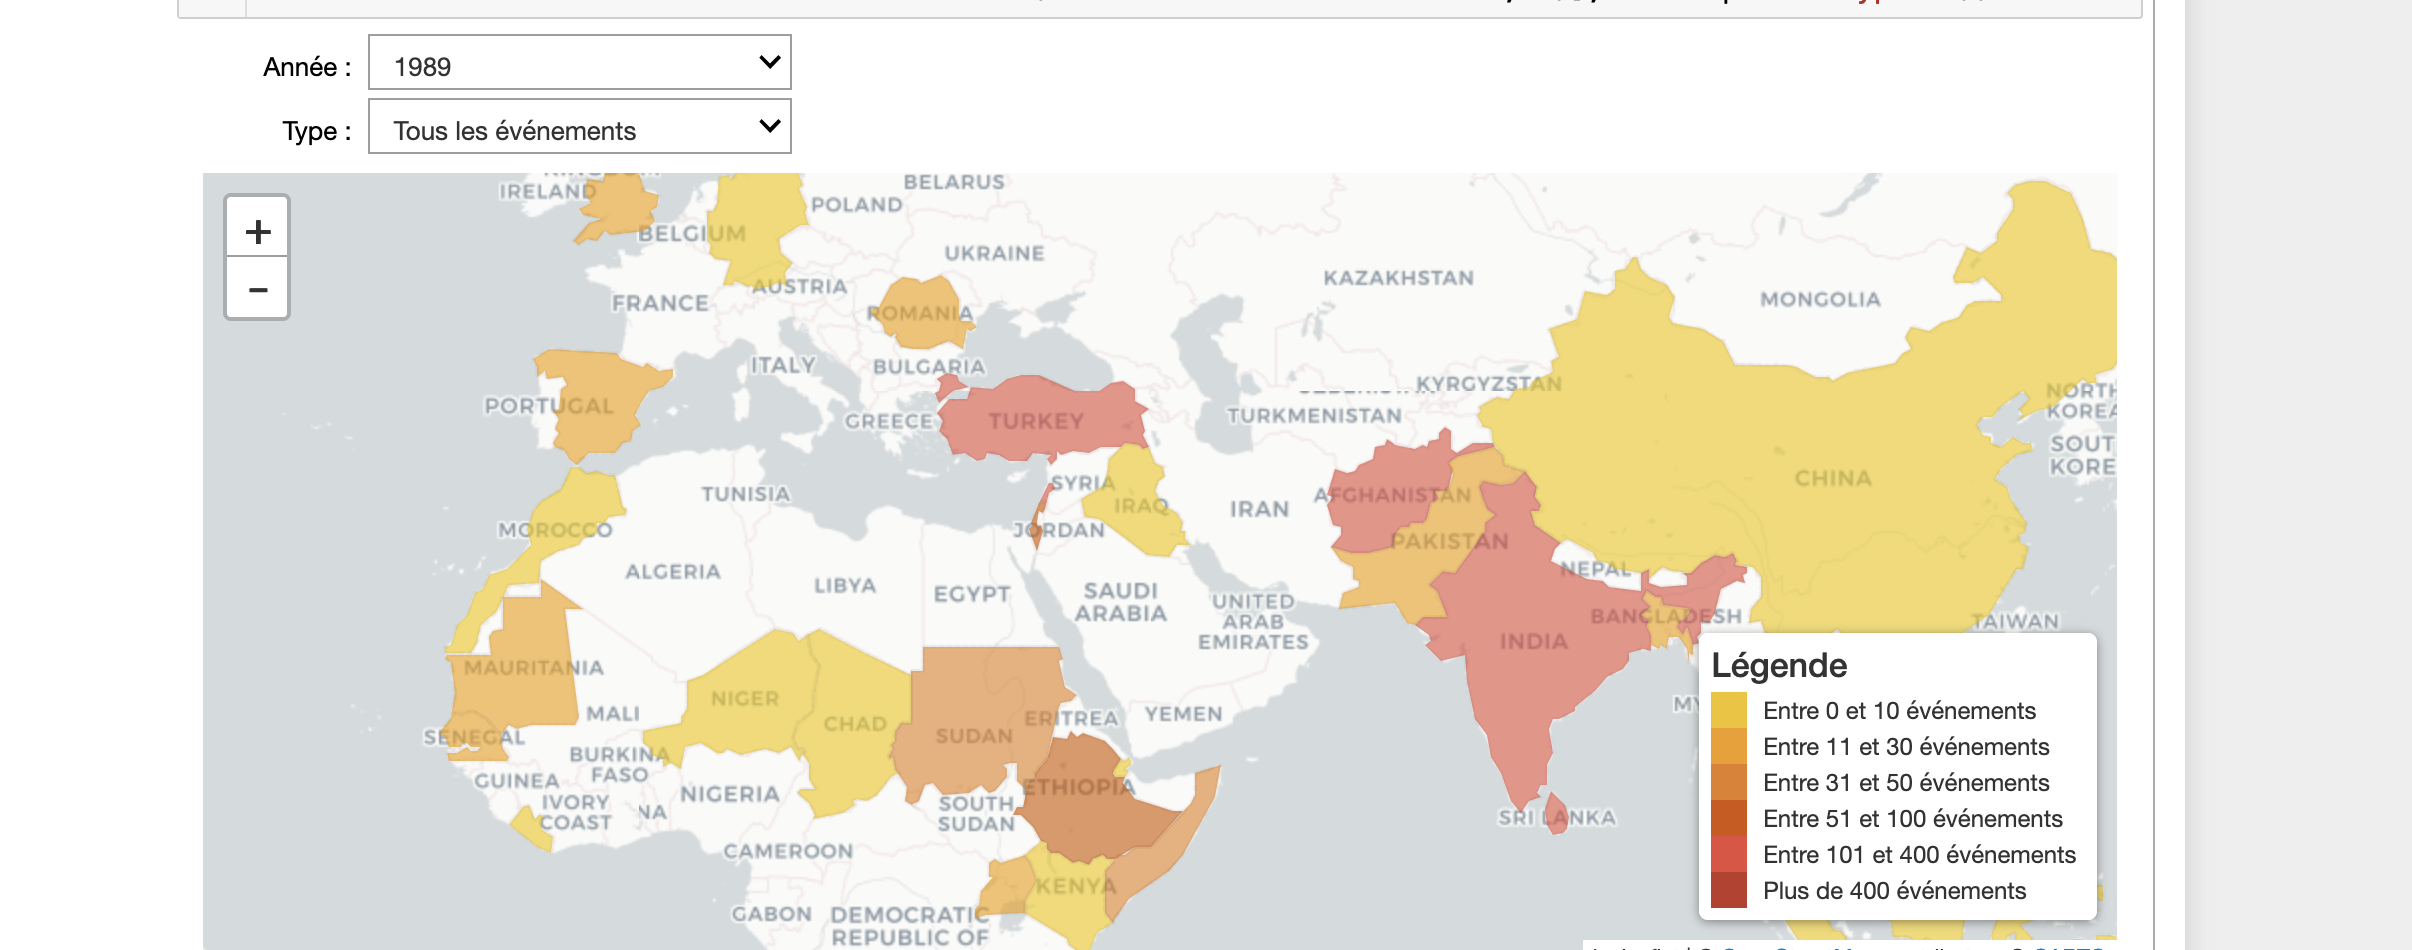 Année :
1989
Type :
Tous les événements
+
−
IRELAND
BELARUS
POLAND
BELGIUM
UKRAINE
KAZAKHSTAN
AUSTRIA
MONGOLIA
FRANCE
ROMANIA
ITALY
BULGARIA
KYRGYZSTAN
NORTH
KOREA
PORTUGAL
GREECE
TURKEY
TURKMENISTAN
SOUT
KORE
CHINA
SYRIA
TUNISIA
IRAQ
IRAN
AFGHANISTAN
MOROCCO
JORDAN
PAKISTAN
ALGERIA
LIBYA
EGYPT
SAUDI
ARABIA
NEPAL
UNITED
ARAB
EMIRATES
BANGLADESH
TAIWAN
INDIA
MAURITANIA
NIGER
MALI
CHAD
ERITREA
YEMEN
MY
SENEGAL
SUDAN
BURKINA
FASO
GUINEA
NIGERIA
ETHIOPIA
IVORY
COAST
NA
SOUTH
SUDAN
SRI LANKA
CAMEROON
KENYA
GABON
DEMOCRATIC
REPUBLIC OF
Légende
Entre 0 et 10 événements
Entre 11 et 30 événements
Entre 31 et 50 événements
Entre 51 et 100 événements
Entre 101 et 400 événements
Plus de 400 événements